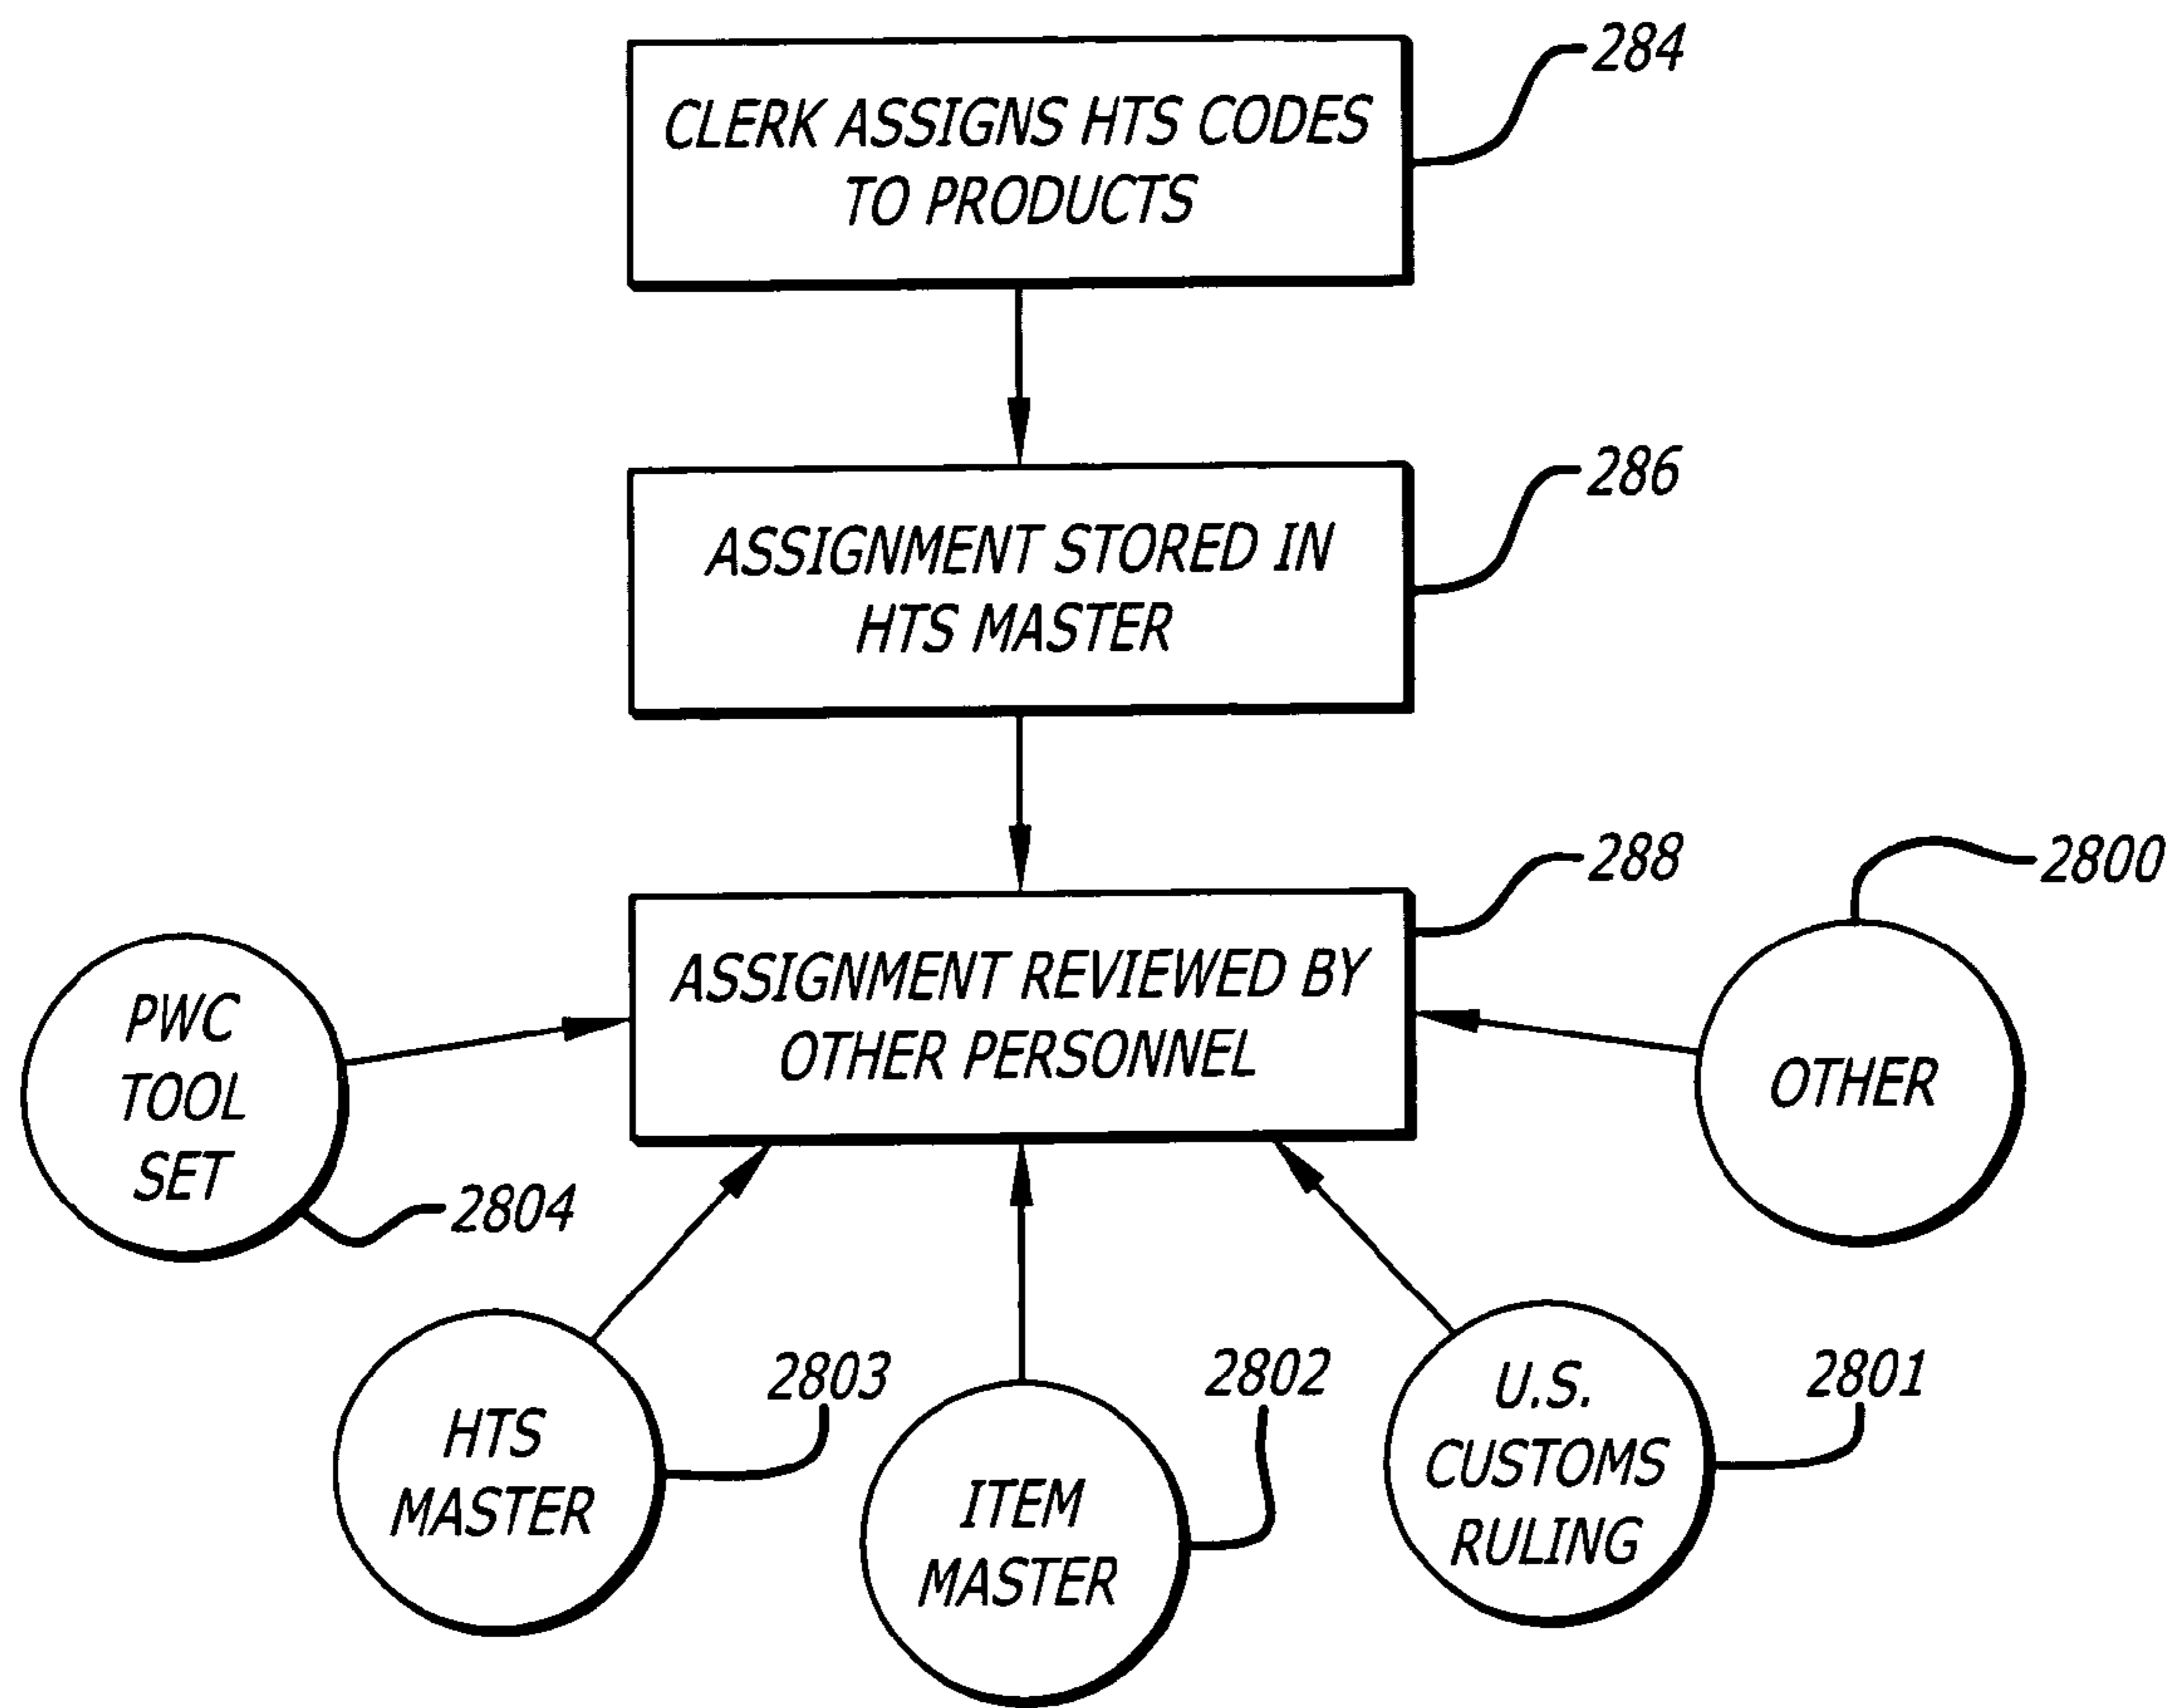 284
CLERK ASSIGNS HTS CODES
TO PRODUCTS
286
ASSIGNMENT STORED IN
HTS MASTER
288
2800
ASSIGNMENT REVIEWED BY
OTHER PERSONNEL
PWC
TOOL
SET
OTHER
2804
2803
2802
2801
HTS
MASTER
ITEM
MASTER
U.S.
CUSTOMS
RULING